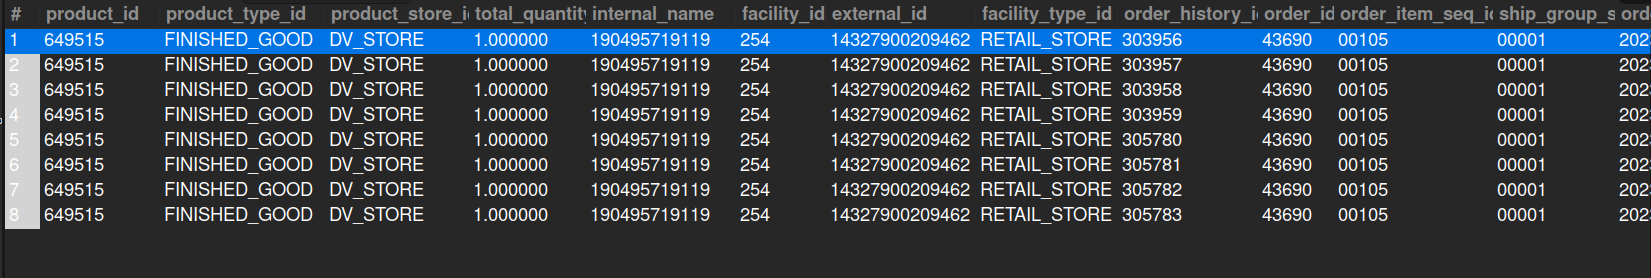 # product_id product_type_id product_store_i total_quantity internal_name facility_id external_id facility_type_id order_history_i order_id order_item_seq_i ship_group_s ord
1 649515 FINISHED_GOOD DV_STORE 1.000000 190495719119 254 14327900209462 RETAIL_STORE 303956 43690 00105 00001 202
2 649515 FINISHED_GOOD DV_STORE 1.000000 190495719119 254 14327900209462 RETAIL_STORE 303957 43690 00105 00001 202
3 649515 FINISHED_GOOD DV_STORE 1.000000 190495719119 254 14327900209462 RETAIL_STORE 303958 43690 00105 00001 202
4 649515 FINISHED_GOOD DV_STORE 1.000000 190495719119 254 14327900209462 RETAIL_STORE 303959 43690 00105 00001 202
5 649515 FINISHED_GOOD DV_STORE 1.000000 190495719119 254 14327900209462 RETAIL_STORE 305780 43690 00105 00001 202
6 649515 FINISHED_GOOD DV_STORE 1.000000 190495719119 254 14327900209462 RETAIL_STORE 305781 43690 00105 00001 202
7 649515 FINISHED_GOOD DV_STORE 1.000000 190495719119 254 14327900209462 RETAIL_STORE 305782 43690 00105 00001 202
8 649515 FINISHED_GOOD DV_STORE 1.000000 190495719119 254 14327900209462 RETAIL_STORE 305783 43690 00105 00001 202